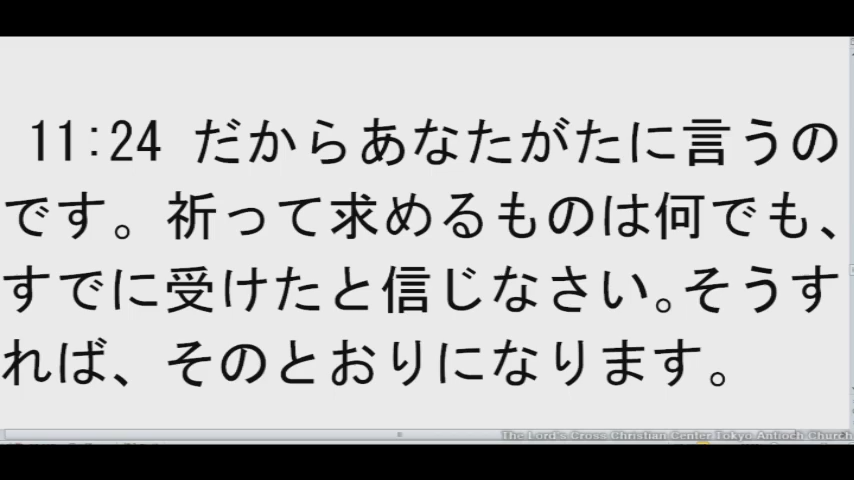 11:24 だからあなたがたに言うの
です。祈って求めるものは何でも、
すでに受けたと信じなさい。そうす
れば、そのとおりになります。
The Lord's Cross Christian Center Tokyo Antioch Church